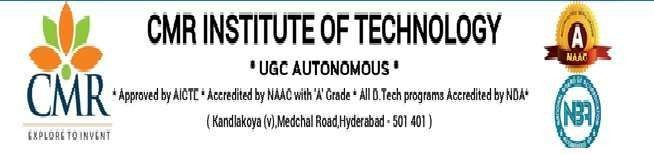 CMR INSTITUTE OF TECHNOLOGY
* UGC AUTONOMOUS *
* Approved by AICTE * Accredited by NAAC with 'A' Grade * All B.Tech programs Accredited by NBA*
( Kandlakoya (v),Medchal Road,Hyderabad - 501 401 )
CMR
EXPLORE TO INVENT
A
NAAC
NBA